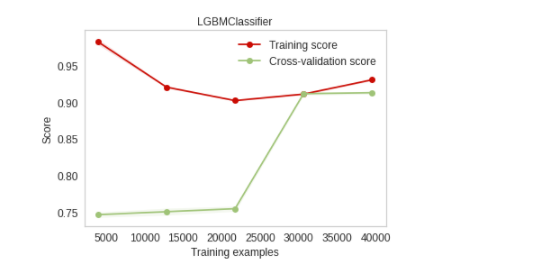 LGBMClassifier
Training score
Cross-validation score
0.95
0.90
0.85
0.80
0.75
Score
5000 10000 15000 20000 25000 30000 35000 40000
Training examples